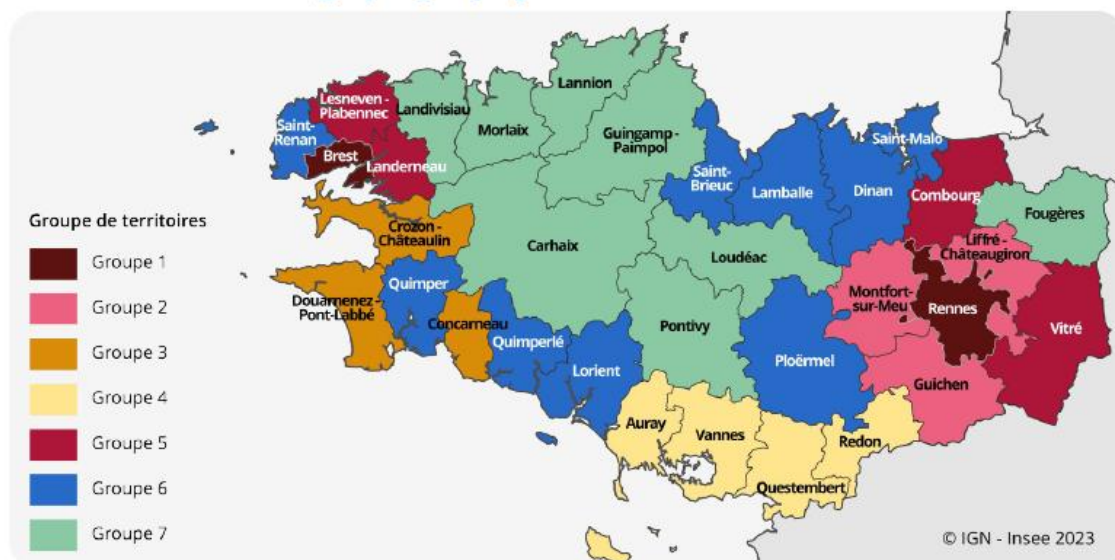 Lannion
Lesneven -
Plabennec
Landivisiau
Morlaix
Saint-
Renan
Guingamp -
Paimpol
Saint-Malo
Brest
Landerneau
Saint-
Brieuc
Lamballe
Dinan
Combourg
Fougères
Crozon -
Châteaulin
Carhaix
Loudéac
Liffré -
Châteaugiron
Quimper
Montfort-
sur-Meu
Rennes
Douarnenez -
Pont-Labbé
Concarneau
Pontivy
Vitré
Quimperlé
Ploërmel
Lorient
Guichen
Auray
Vannes
Redon
Questembert
Groupe de territoires
Groupe 1
Groupe 2
Groupe 3
Groupe 4
Groupe 5
Groupe 6
Groupe 7
© IGN - Insee 2023